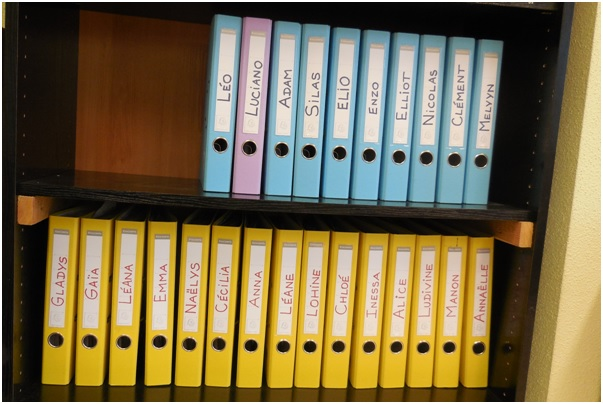 LÉO
LUCIANO
ADAM
SILAS
ELIO
ENZO
ELLIOT
NICOLAS
CLÉMENT
MELVYN
GLADYS
GAÏA
LÉANA
EMMA
NAËLYS
CÉCILIA
ANNA
LÉANE
LOHINE
CHLOÉ
INESSA
ALICE
LUDIVINE
MANON
ANNAËLLE